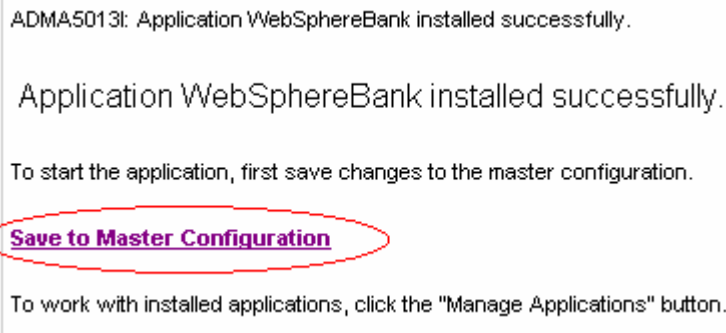 ADMA5013I: Application WebSphereBank installed successfully.
Application WebSphereBank installed successfully.
To start the application, first save changes to the master configuration.
Save to Master Configuration
To work with installed applications, click the "Manage Applications" button.